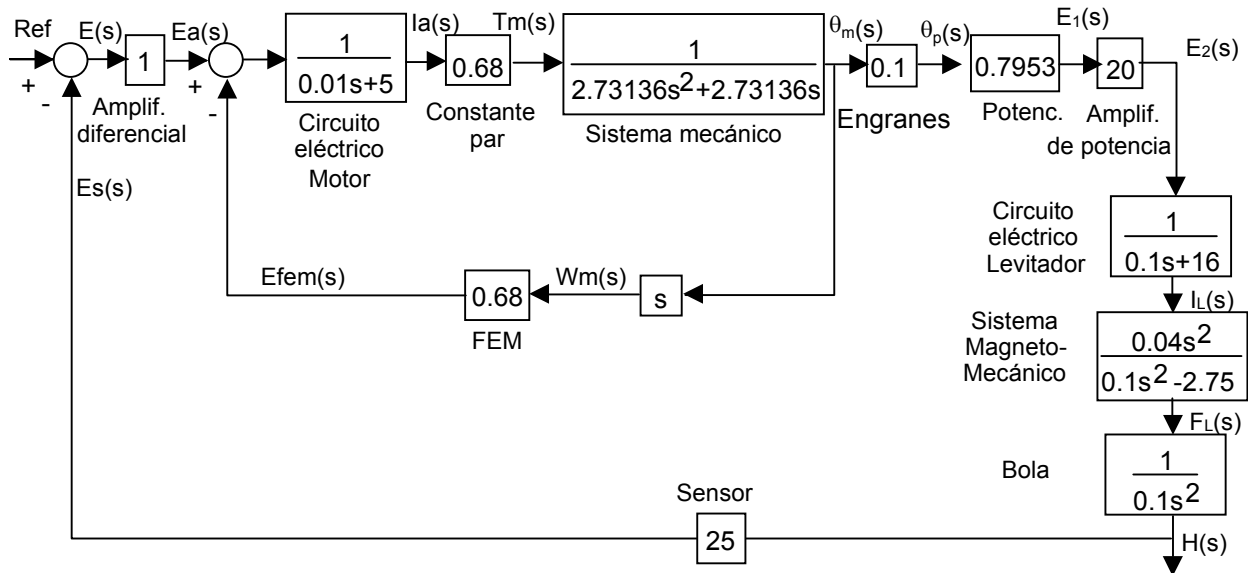 Ref
E(s)
Ea(s)
Ia(s)
Tm(s)
θm(s)
θp(s)
E1(s)
E2(s)
+
-
1
+
-
1
0.01s+5
0.68
1
2.73136s²+2.73136s
0.1
0.7953
20
Amplif.
diferencial
Circuito
eléctrico
Motor
Constante
par
Sistema mecánico
Engranes
Potenc.
Amplif.
de potencia
Es(s)
Efem(s)
0.68
FEM
Wm(s)
s
Circuito
eléctrico
Levitador
1
0.1s+16
IL(s)
Sistema
Magneto-
Mecánico
0.04s²
0.1s² -2.75
FL(s)
Bola
1
0.1s²
Sensor
25
H(s)